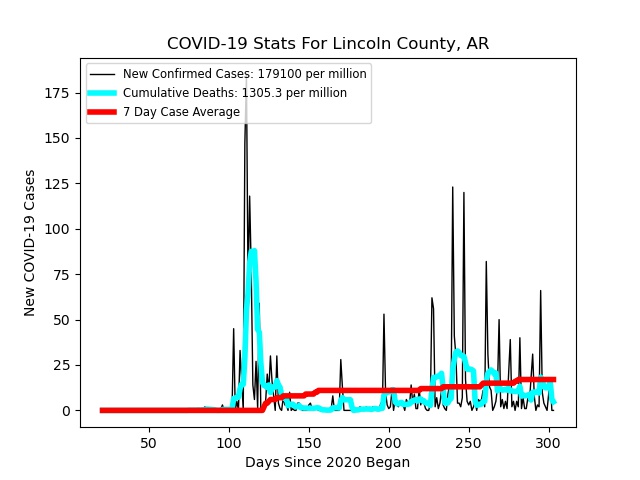 COVID-19 Stats For Lincoln County, AR
New Confirmed Cases: 179100 per million
Cumulative Deaths: 1305.3 per million
7 Day Case Average
175
150
125
100
75
50
25
0
New COVID-19 Cases
50 100 150 200 250 300
Days Since 2020 Began